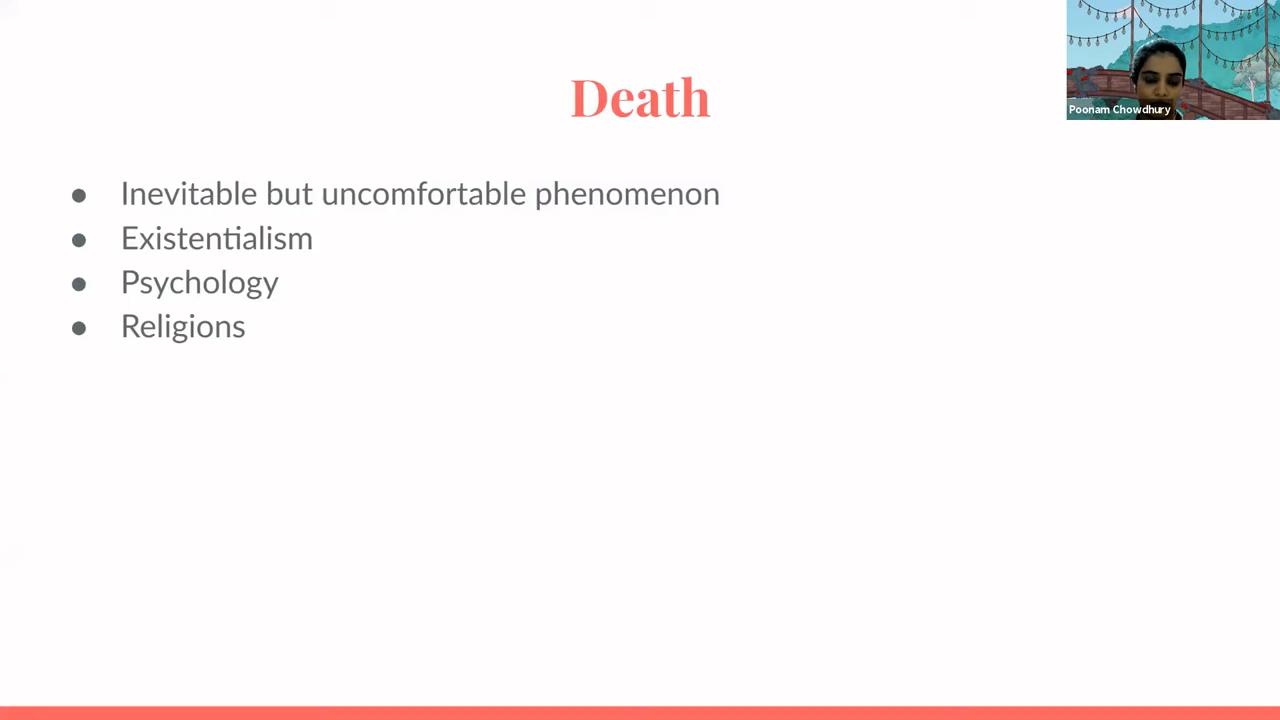 Death
Poonam Chowdhury
● Inevitable but uncomfortable phenomenon
● Existentialism
● Psychology
● Religions